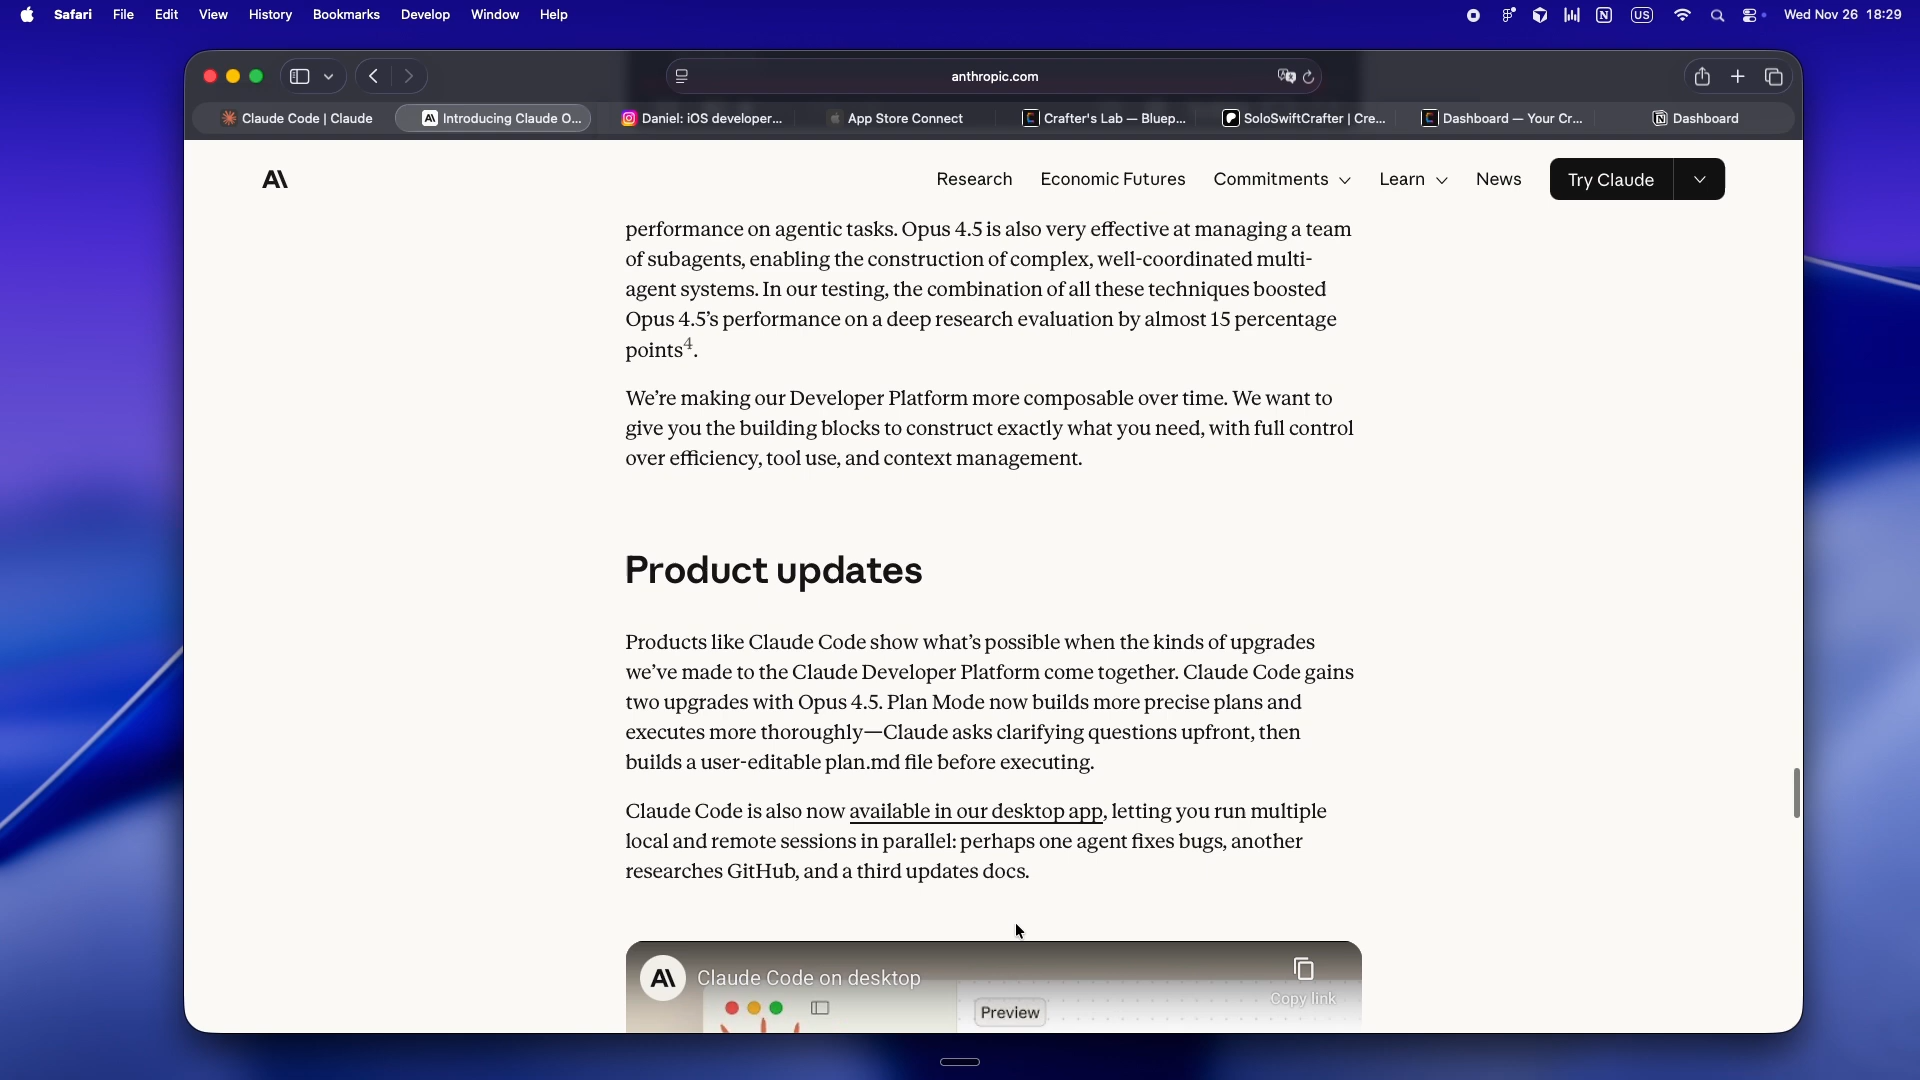 Safari File Edit View History Bookmarks Develop Window Help US Wed Nov 26 18:29
anthropic.com
Claude Code | Claude
Introducing Claude O...
Daniel: iOS developer...
App Store Connect
Crafter's Lab — Bluep...
SoloSwiftCrafter | Cre...
Dashboard — Your Cr...
Dashboard
Research Economic Futures Commitments Learn News Try Claude
performance on agentic tasks. Opus 4.5 is also very effective at managing a team
of subagents, enabling the construction of complex, well-coordinated multi-
agent systems. In our testing, the combination of all these techniques boosted
Opus 4.5’s performance on a deep research evaluation by almost 15 percentage
points4.
We’re making our Developer Platform more composable over time. We want to
give you the building blocks to construct exactly what you need, with full control
over efficiency, tool use, and context management.
Product updates
Products like Claude Code show what’s possible when the kinds of upgrades
we’ve made to the Claude Developer Platform come together. Claude Code gains
two upgrades with Opus 4.5. Plan Mode now builds more precise plans and
executes more thoroughly—Claude asks clarifying questions upfront, then
builds a user-editable plan.md file before executing.
Claude Code is also now available in our desktop app, letting you run multiple
local and remote sessions in parallel: perhaps one agent fixes bugs, another
researches GitHub, and a third updates docs.
Claude Code on desktop
Copy link
Preview